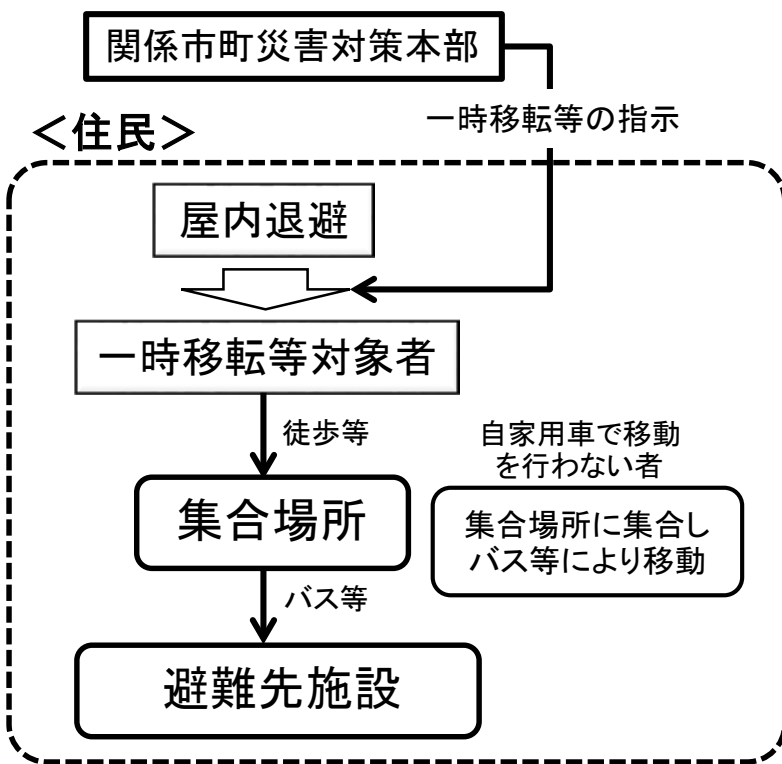 関係市町災害対策本部
一時移転等の指示
＜住民＞
屋内退避
一時移転等対象者
徒歩等
自家用車で移動
を行わない者
集合場所
集合場所に集合し
バス等により移動
バス等
避難先施設